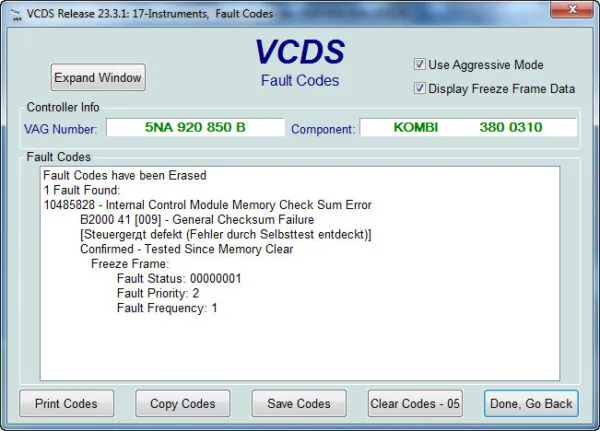 VCDS Release 23.3.1: 17-Instruments, Fault Codes
VCDS
Fault Codes
Expand Window
Use Aggressive Mode
Display Freeze Frame Data
Controller Info
VAG Number: 5NA 920 850 B Component: KOMBI 380 0310
Fault Codes
Fault Codes have been Erased
1 Fault Found:
10485828 - Internal Control Module Memory Check Sum Error
B2000 41 [009] - General Checksum Failure
[Steuergerдt defekt (Fehler durch Selbsttest entdeckt)]
Confirmed - Tested Since Memory Clear
Freeze Frame:
Fault Status: 00000001
Fault Priority: 2
Fault Frequency: 1
Print Codes Copy Codes Save Codes Clear Codes - 05 Done, Go Back